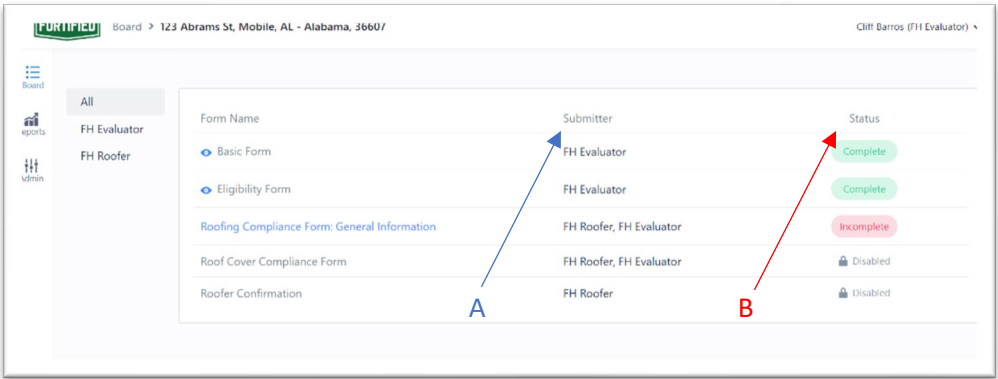 FORTIFIED Board > 123 Abrams St, Mobile, AL - Alabama, 36607 Cliff Barros (FH Evaluator)
Board
All
FH Evaluator
FH Roofer
eports
Admin
Form Name Submitter Status
Basic Form FH Evaluator Complete
Eligibility Form FH Evaluator Complete
Roofing Compliance Form: General Information FH Roofer, FH Evaluator Incomplete
Roof Cover Compliance Form FH Roofer, FH Evaluator Disabled
Roofer Confirmation FH Roofer Disabled
A B